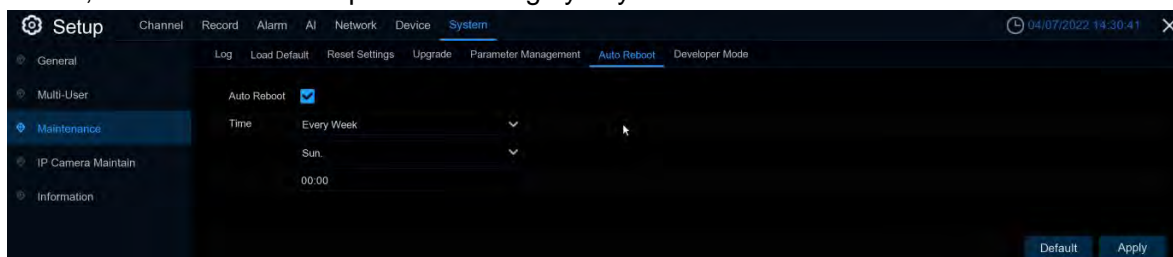 Setup Channel Record Alarm AI Network Device System 04/07/2022 14:30:41
General Log Load Default Reset Settings Upgrade Parameter Management Auto Reboot Developer Mode
Multi-User Auto Reboot
Maintenance Time Every Week
IP Camera Maintain Sun.
00:00
Information
Default Apply